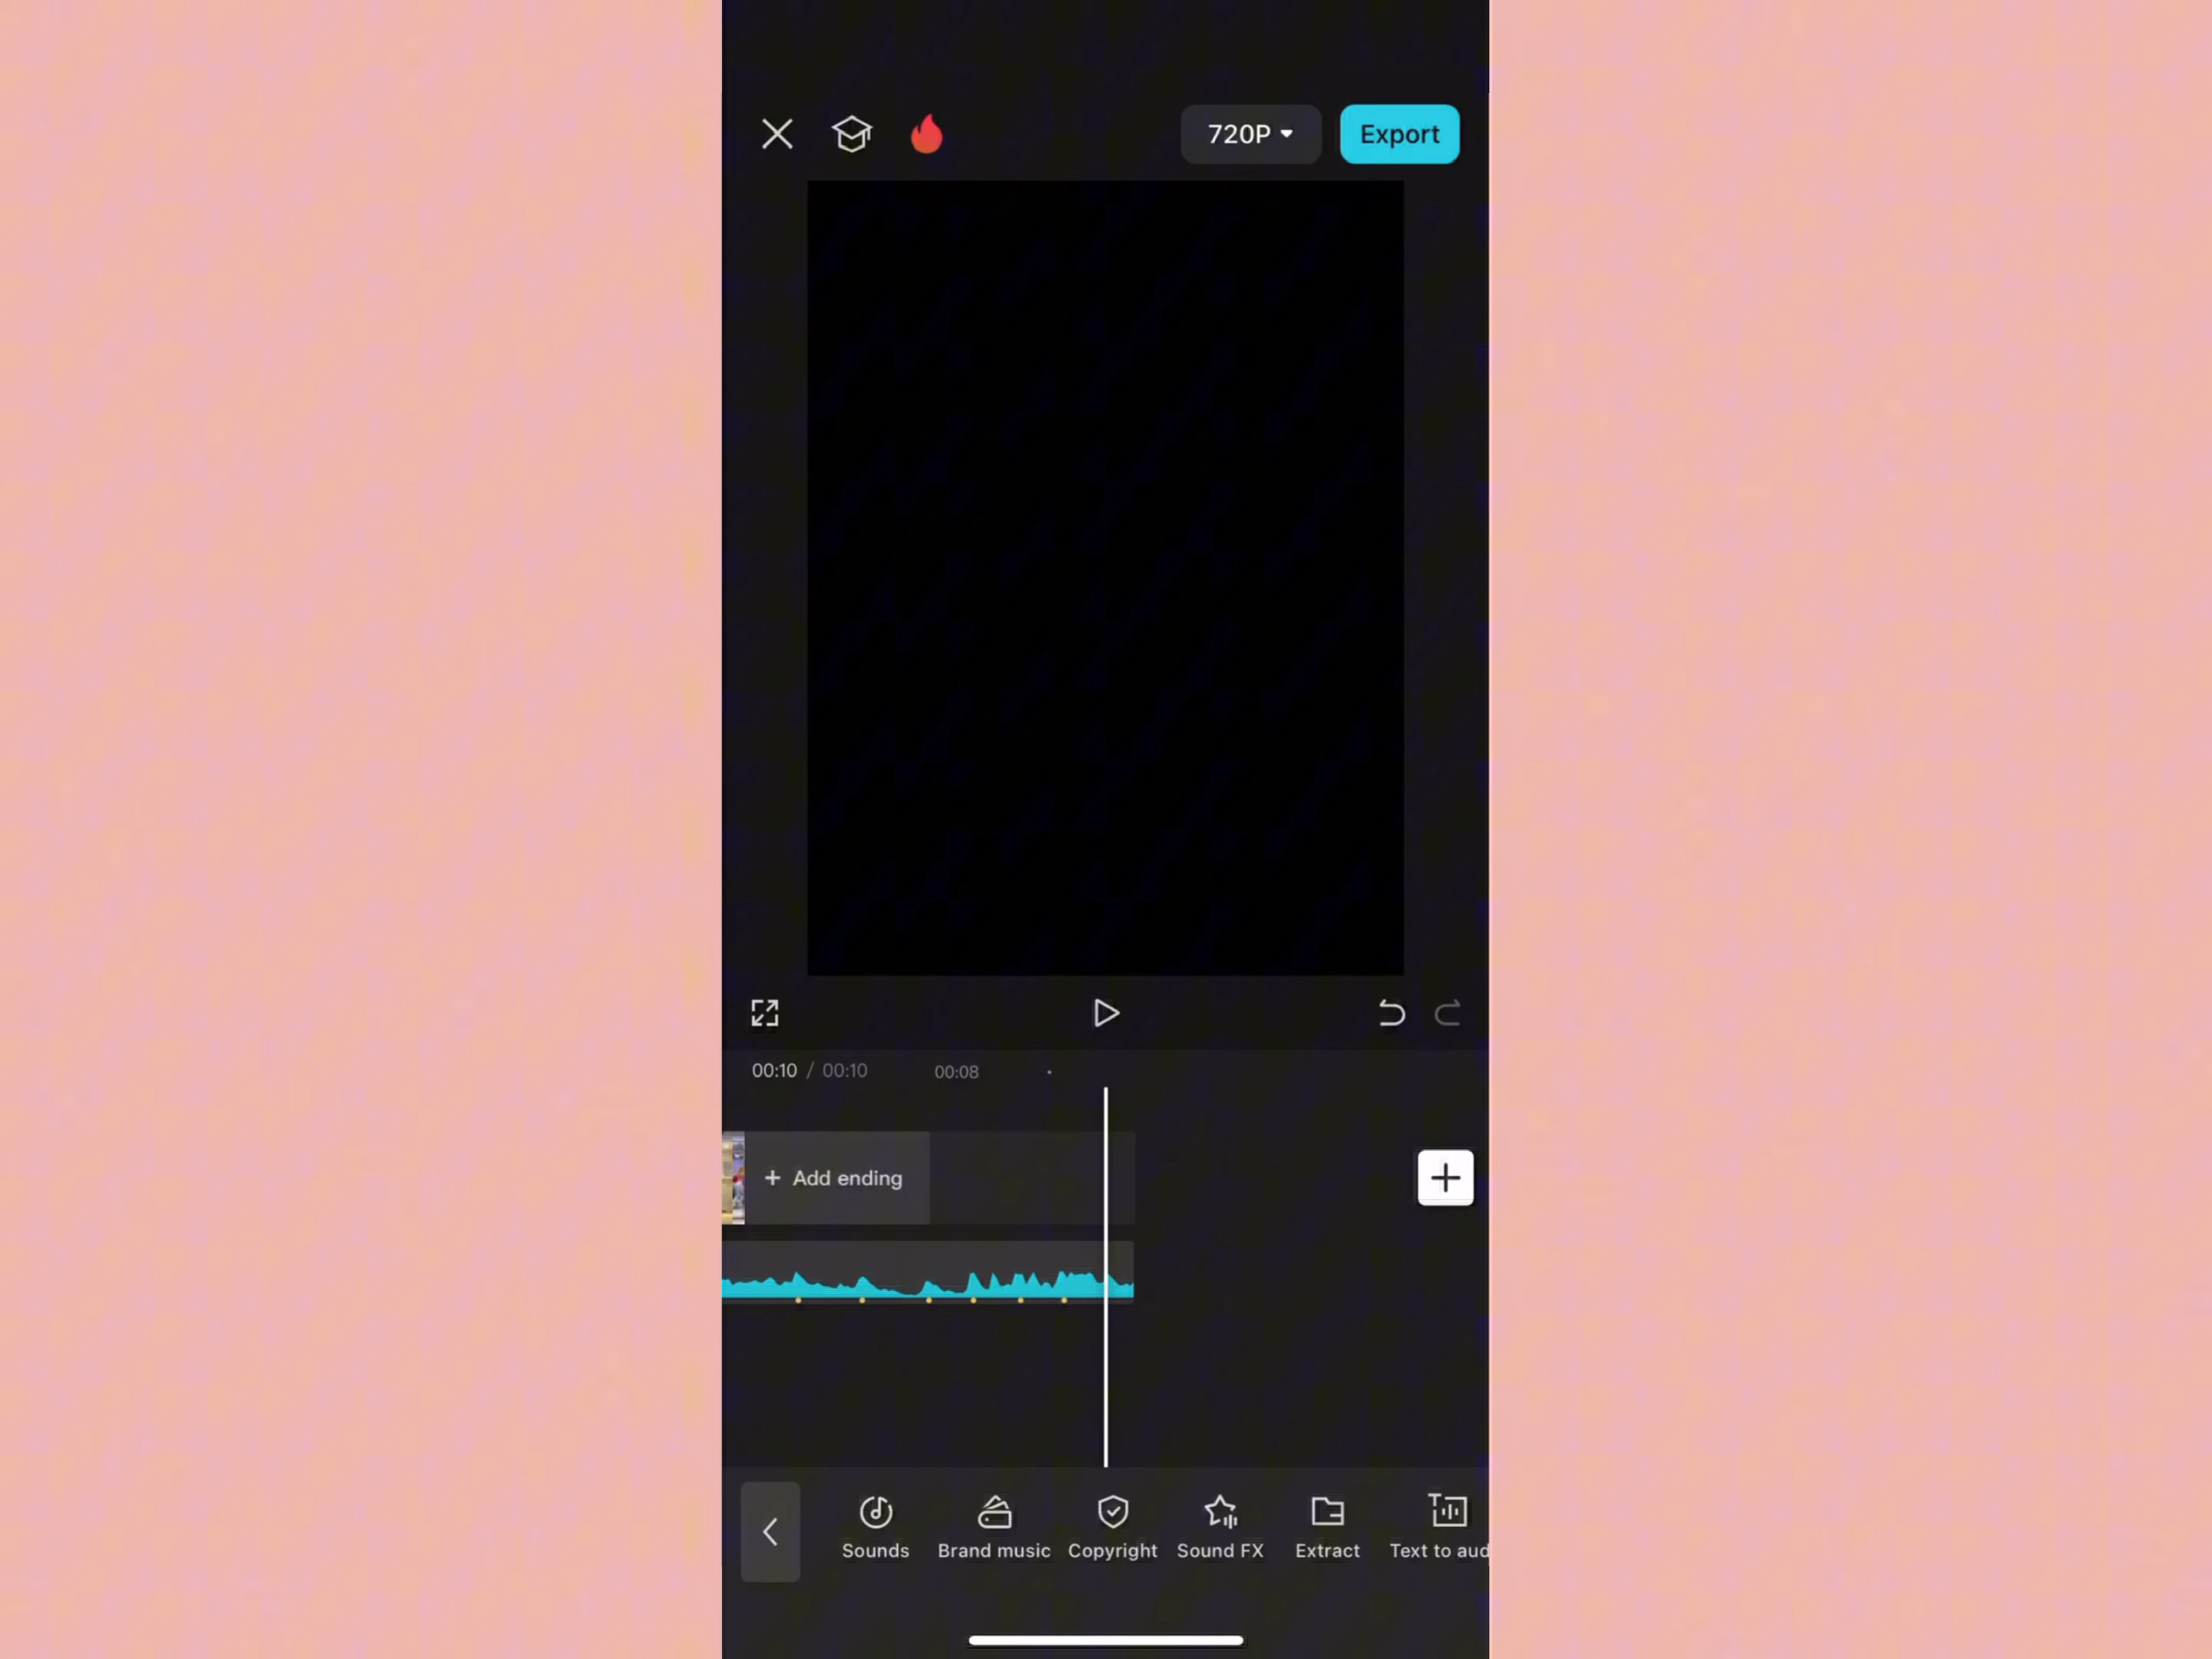 720P
Export
00:10 / 00:10
00:08
+ Add ending
Sounds
Brand music
Copyright
Sound FX
Extract
Text to aud